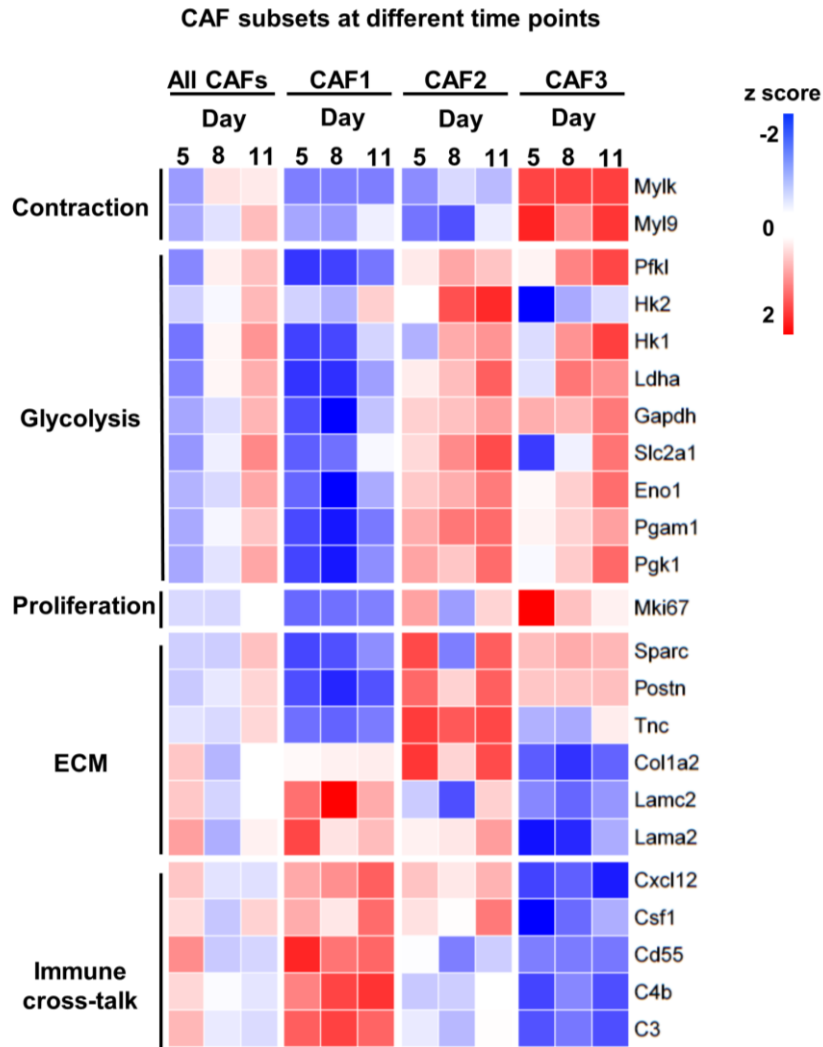 CAF subsets at different time points
All CAFs CAF1 CAF2 CAF3
Day Day Day Day
5 8 11 5 8 11 5 8 11 5 8 11
z score
-2
0
2
Contraction
Mylk
Myl9
Glycolysis
Pfkl
Hk2
Hk1
Ldha
Gapdh
Slc2a1
Eno1
Pgam1
Pgk1
Proliferation
Mki67
ECM
Sparc
Postn
Tnc
Col1a2
Lamc2
Lama2
Immune
cross-talk
Cxcl12
Csf1
Cd55
C4b
C3